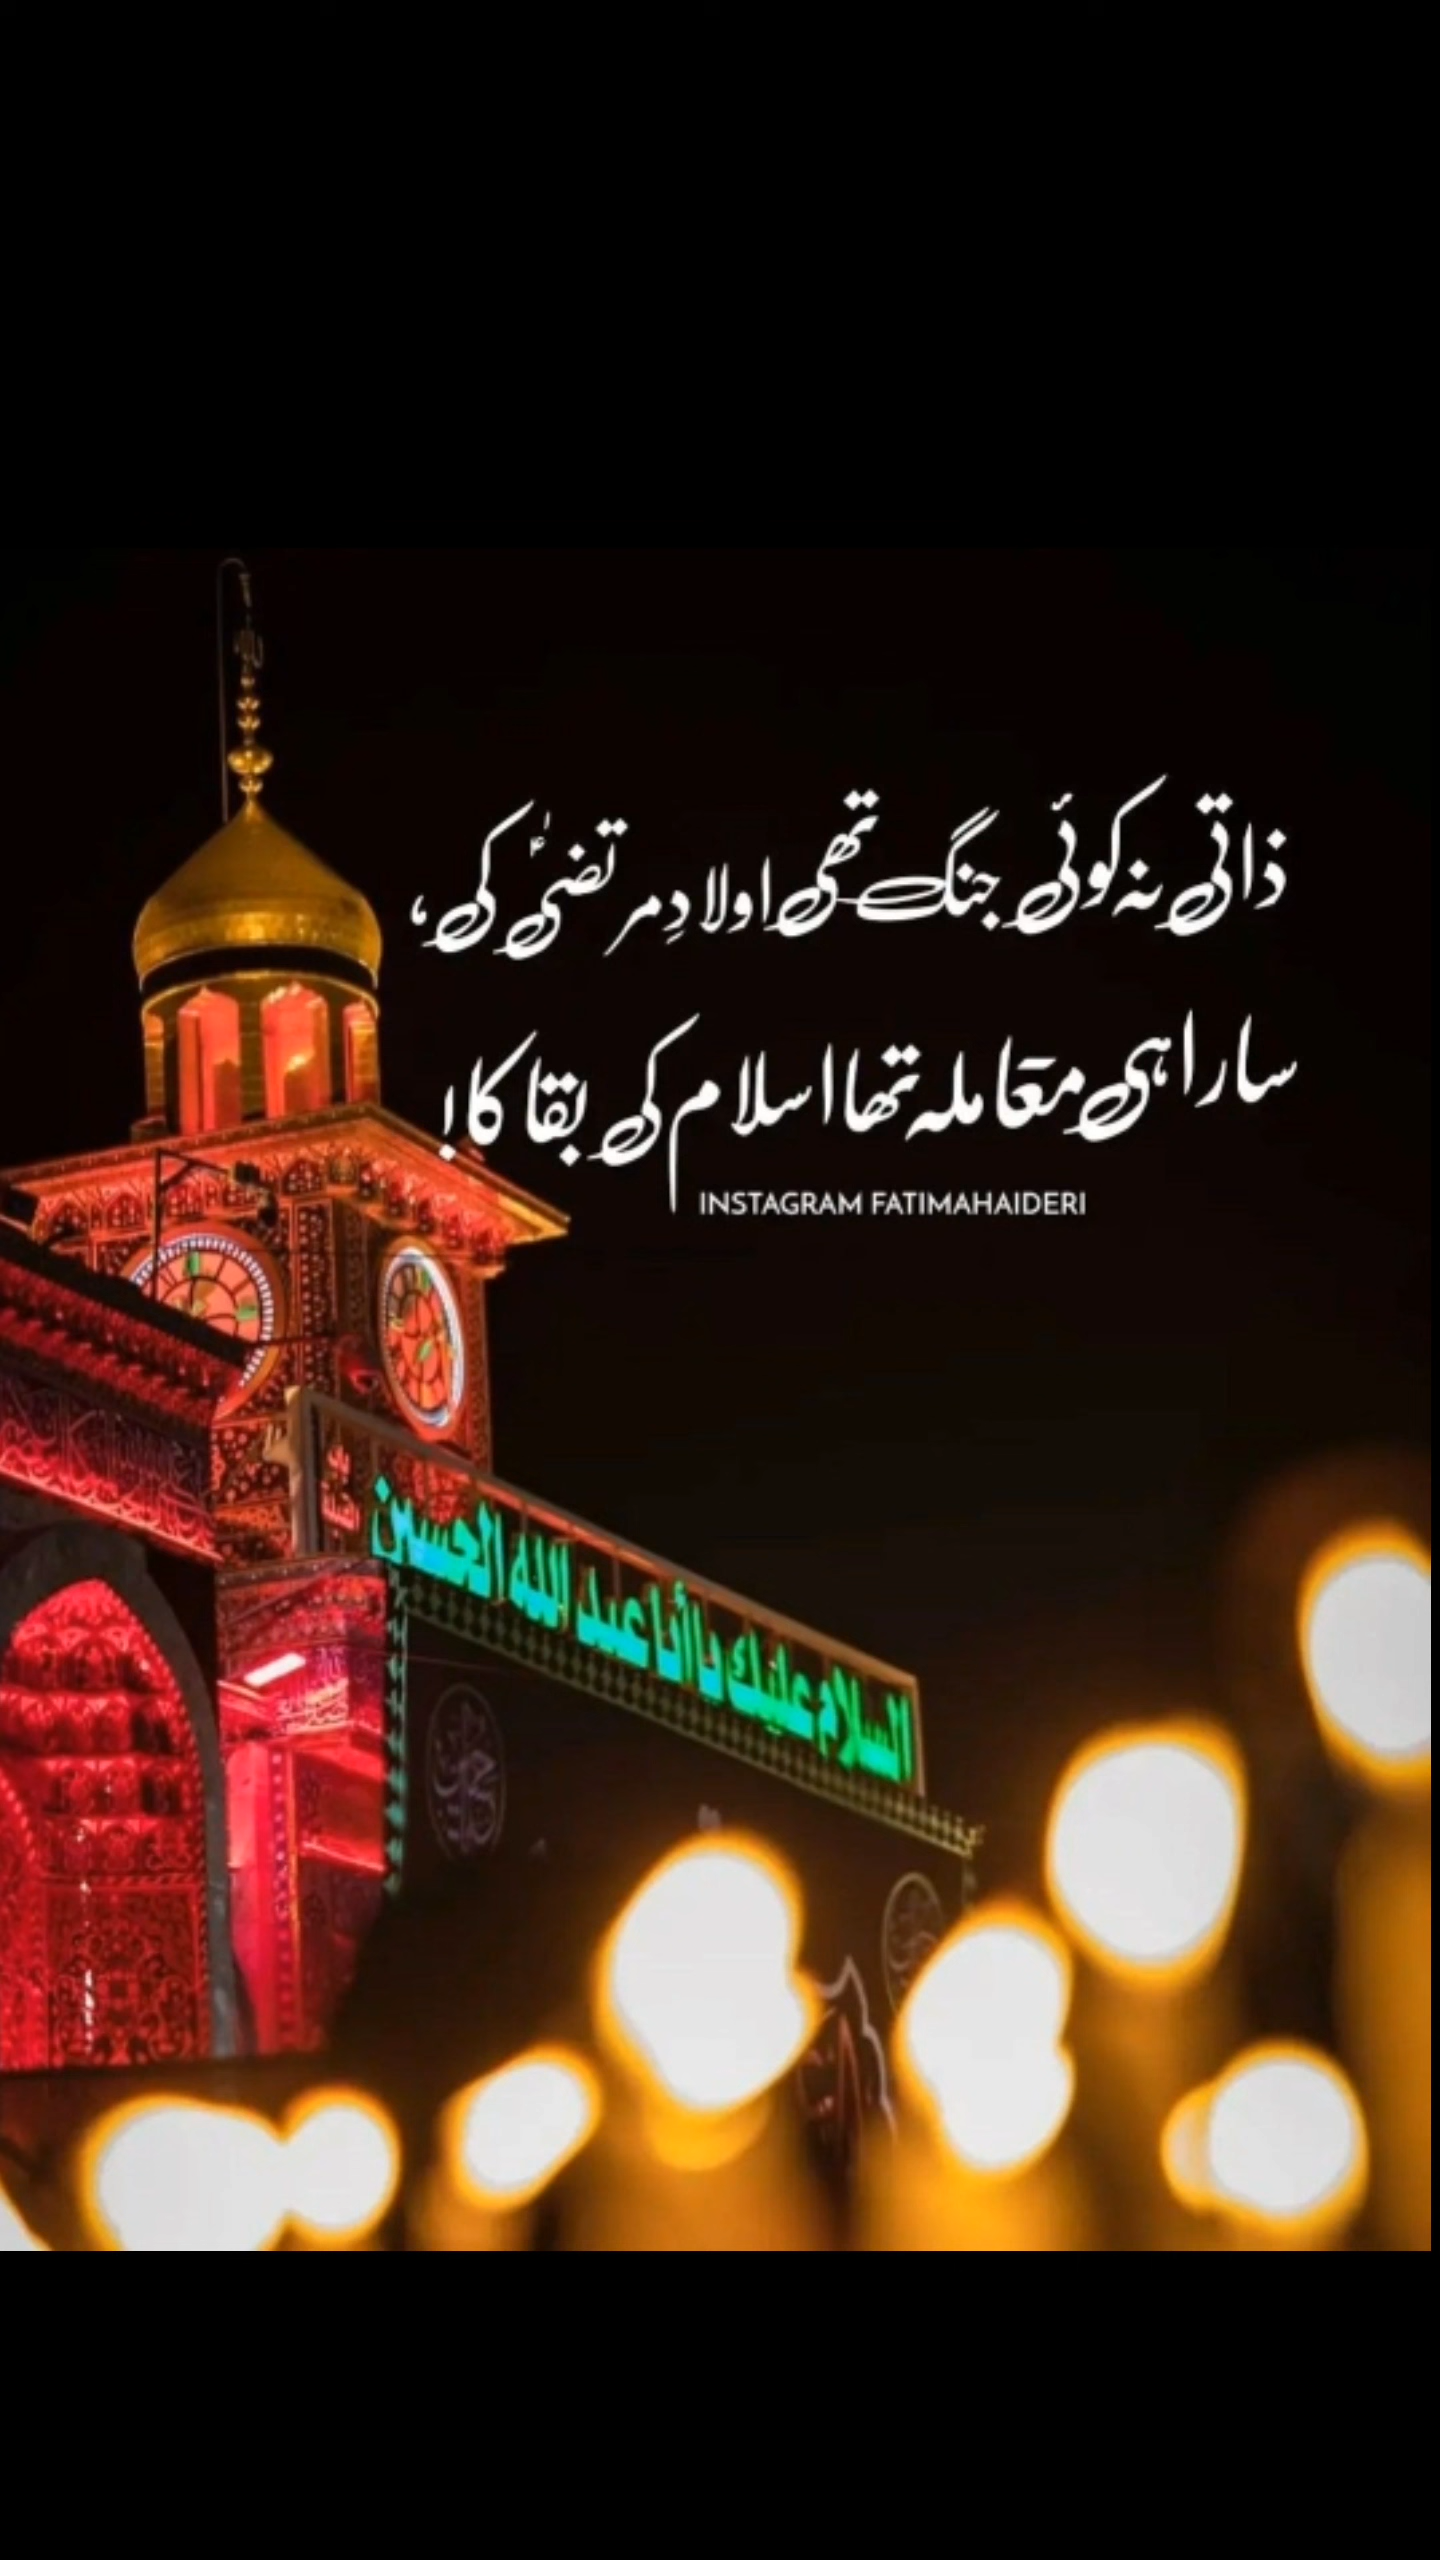 ذاتی نہ کوئی جنگ تھی اولادِ مرتضیٰؑ کی،
سارا ہی معاملہ تھا اسلام کی بقا کا!
INSTAGRAM FATIMAHAIDERI
السلام عليك يا أبا عبد الله الحسين